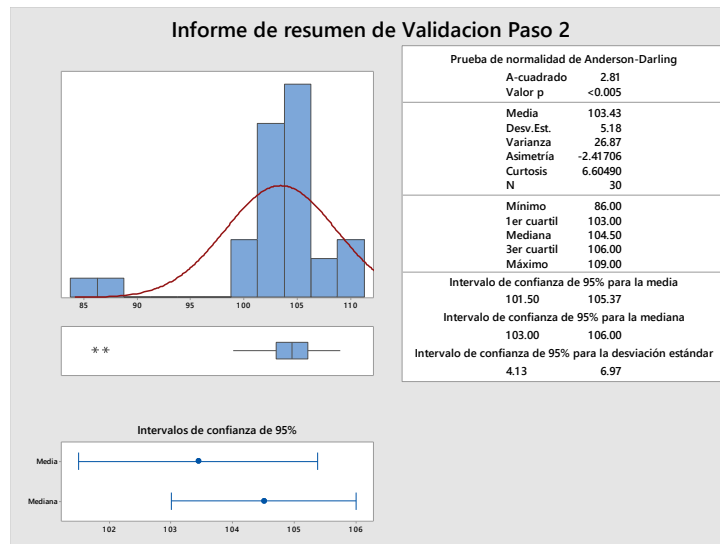 Informe de resumen de Validacion Paso 2
Prueba de normalidad de Anderson-Darling
A-cuadrado 2.81
Valor p <0.005
Media 103.43
Desv.Est. 5.18
Varianza 26.87
Asimetría -2.41706
Curtosis 6.60490
N 30
Mínimo 86.00
1er cuartil 103.00
Mediana 104.50
3er cuartil 106.00
Máximo 109.00
Intervalo de confianza de 95% para la media
101.50 105.37
Intervalo de confianza de 95% para la mediana
103.00 106.00
Intervalo de confianza de 95% para la desviación estándar
4.13 6.97
85 90 95 100 105 110
Intervalos de confianza de 95%
Media
Mediana
102 103 104 105 106